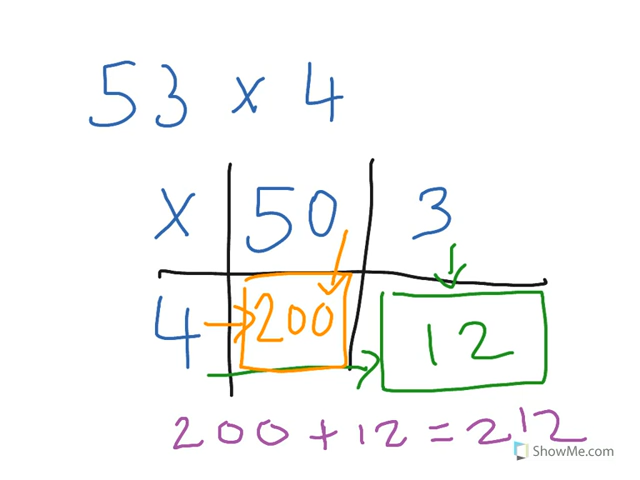 53 x 4
x 50 3
4 200 12
200 + 12 = 212
ShowMe.com